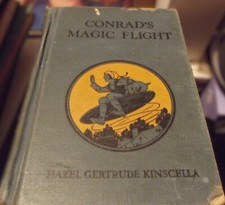 CONRAD'S
MAGIC FLIGHT
HAZEL GERTRUDE KINSCELLA